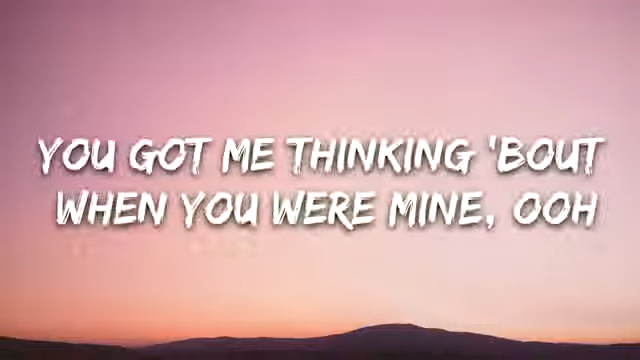 YOU GOT ME THINKING 'BOUT
WHEN YOU WERE MINE, OOH